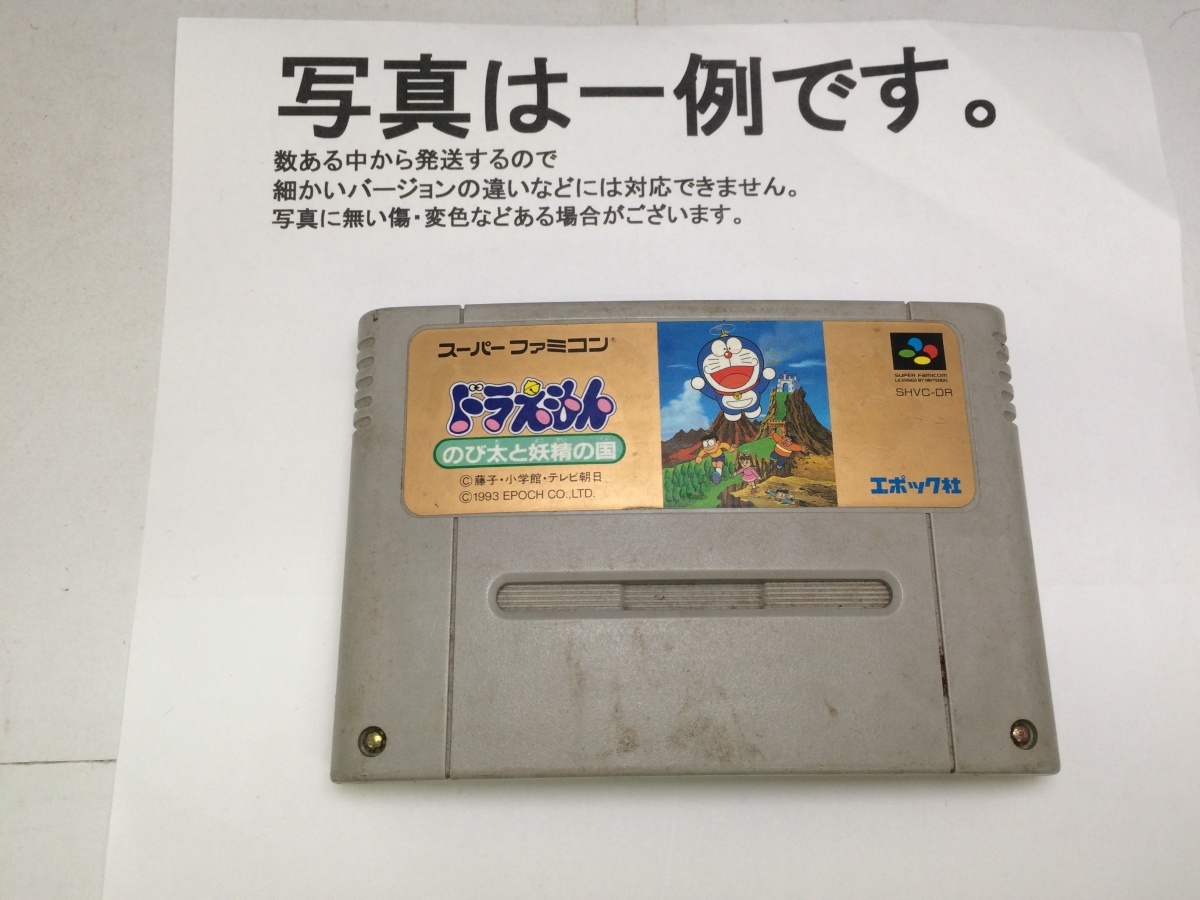 写真は一例です。
数ある中から発送するので
細かいバージョンの違いなどには対応できません。
写真に無い傷・変色などある場合がございます。
スーパーファミコン
ドラえもん
のび太と妖精の国
©藤子・小学館・テレビ朝日
©1993 EPOCH CO.,LTD.
SUPER FAMICOM
LICENSED BY NINTENDO
SHVC-DR
エポック社